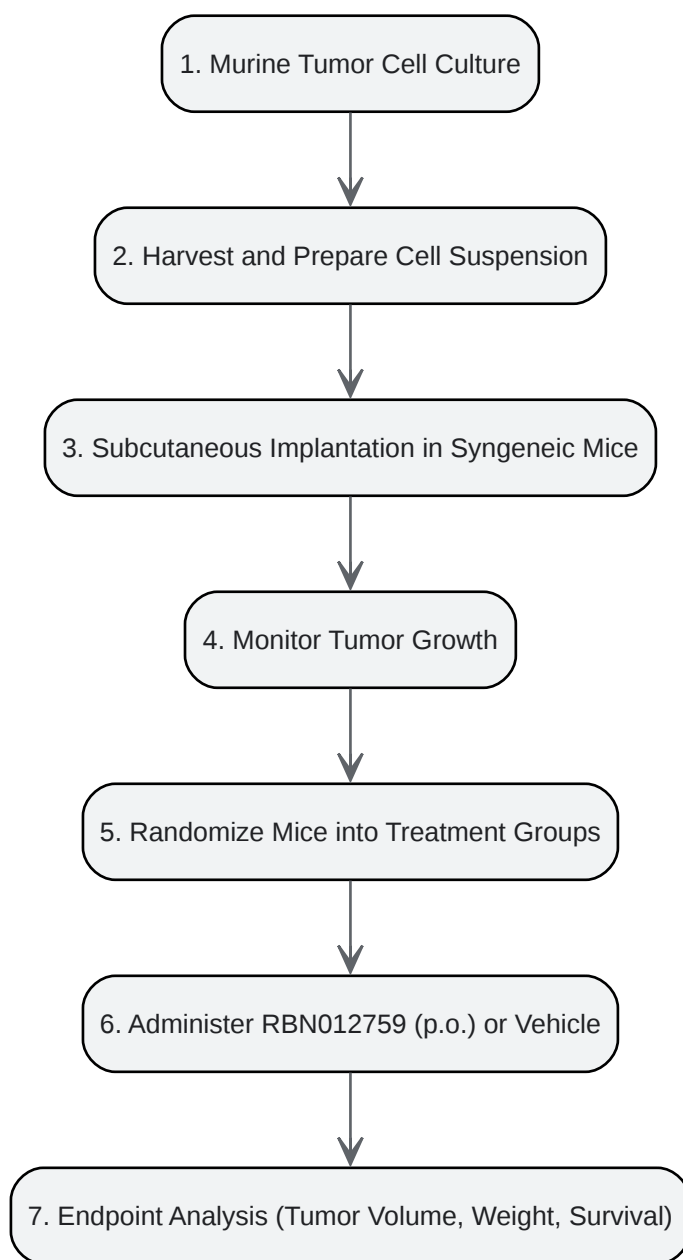 1. Murine Tumor Cell Culture
2. Harvest and Prepare Cell Suspension
3. Subcutaneous Implantation in Syngeneic Mice
4. Monitor Tumor Growth
5. Randomize Mice into Treatment Groups
6. Administer RBN012759 (p.o.) or Vehicle
7. Endpoint Analysis (Tumor Volume, Weight, Survival)